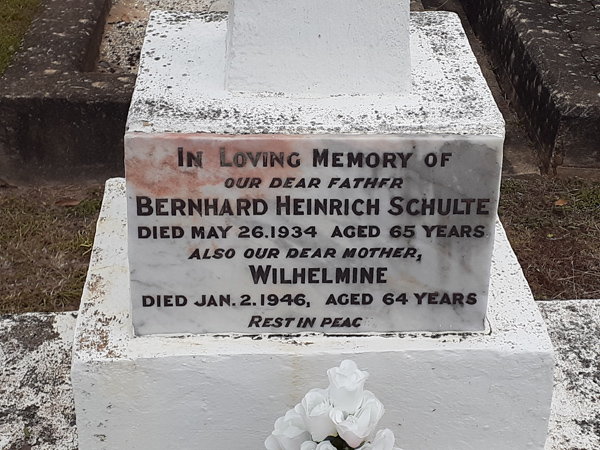 In Loving Memory of
OUR DEAR FATHFR
BERNHARD HEINRICH SCHULTE
DIED MAY 26.1934 AGED 65 YEARS
ALSO OUR DEAR MOTHER,
WILHELMINE
DIED JAN. 2. 1946, AGED 64 YEARS
REST IN PEAC